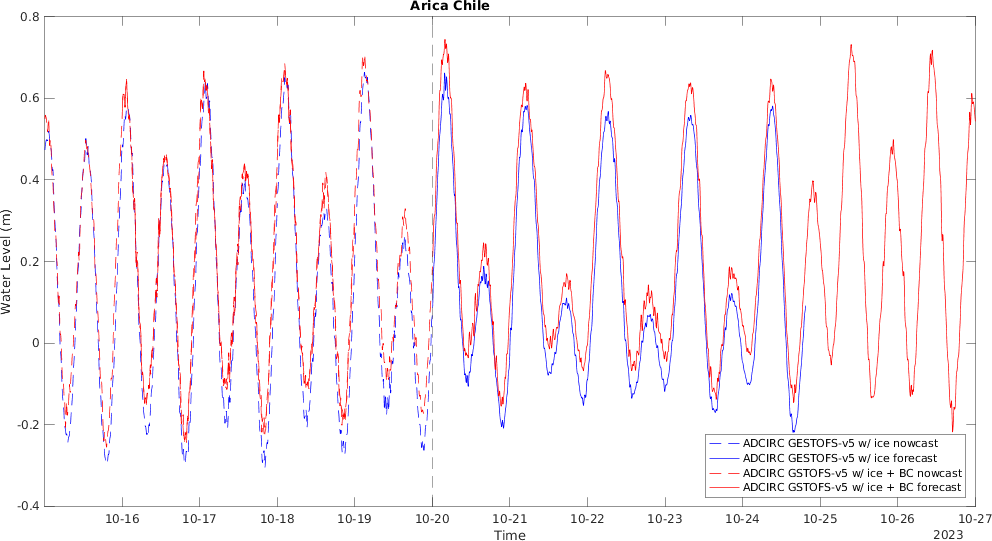 Arica Chile
0.8
0.6
0.4
0.2
0
-0.2
-0.4
Water Level (m)
10-16 10-17 10-18 10-19 10-20 10-21 10-22 10-23 10-24 10-25 10-26 10-27
Time
2023
ADCIRC GESTOFS-v5 w/ ice nowcast
ADCIRC GESTOFS-v5 w/ ice forecast
ADCIRC GSTOFS-v5 w/ ice + BC nowcast
ADCIRC GSTOFS-v5 w/ ice + BC forecast